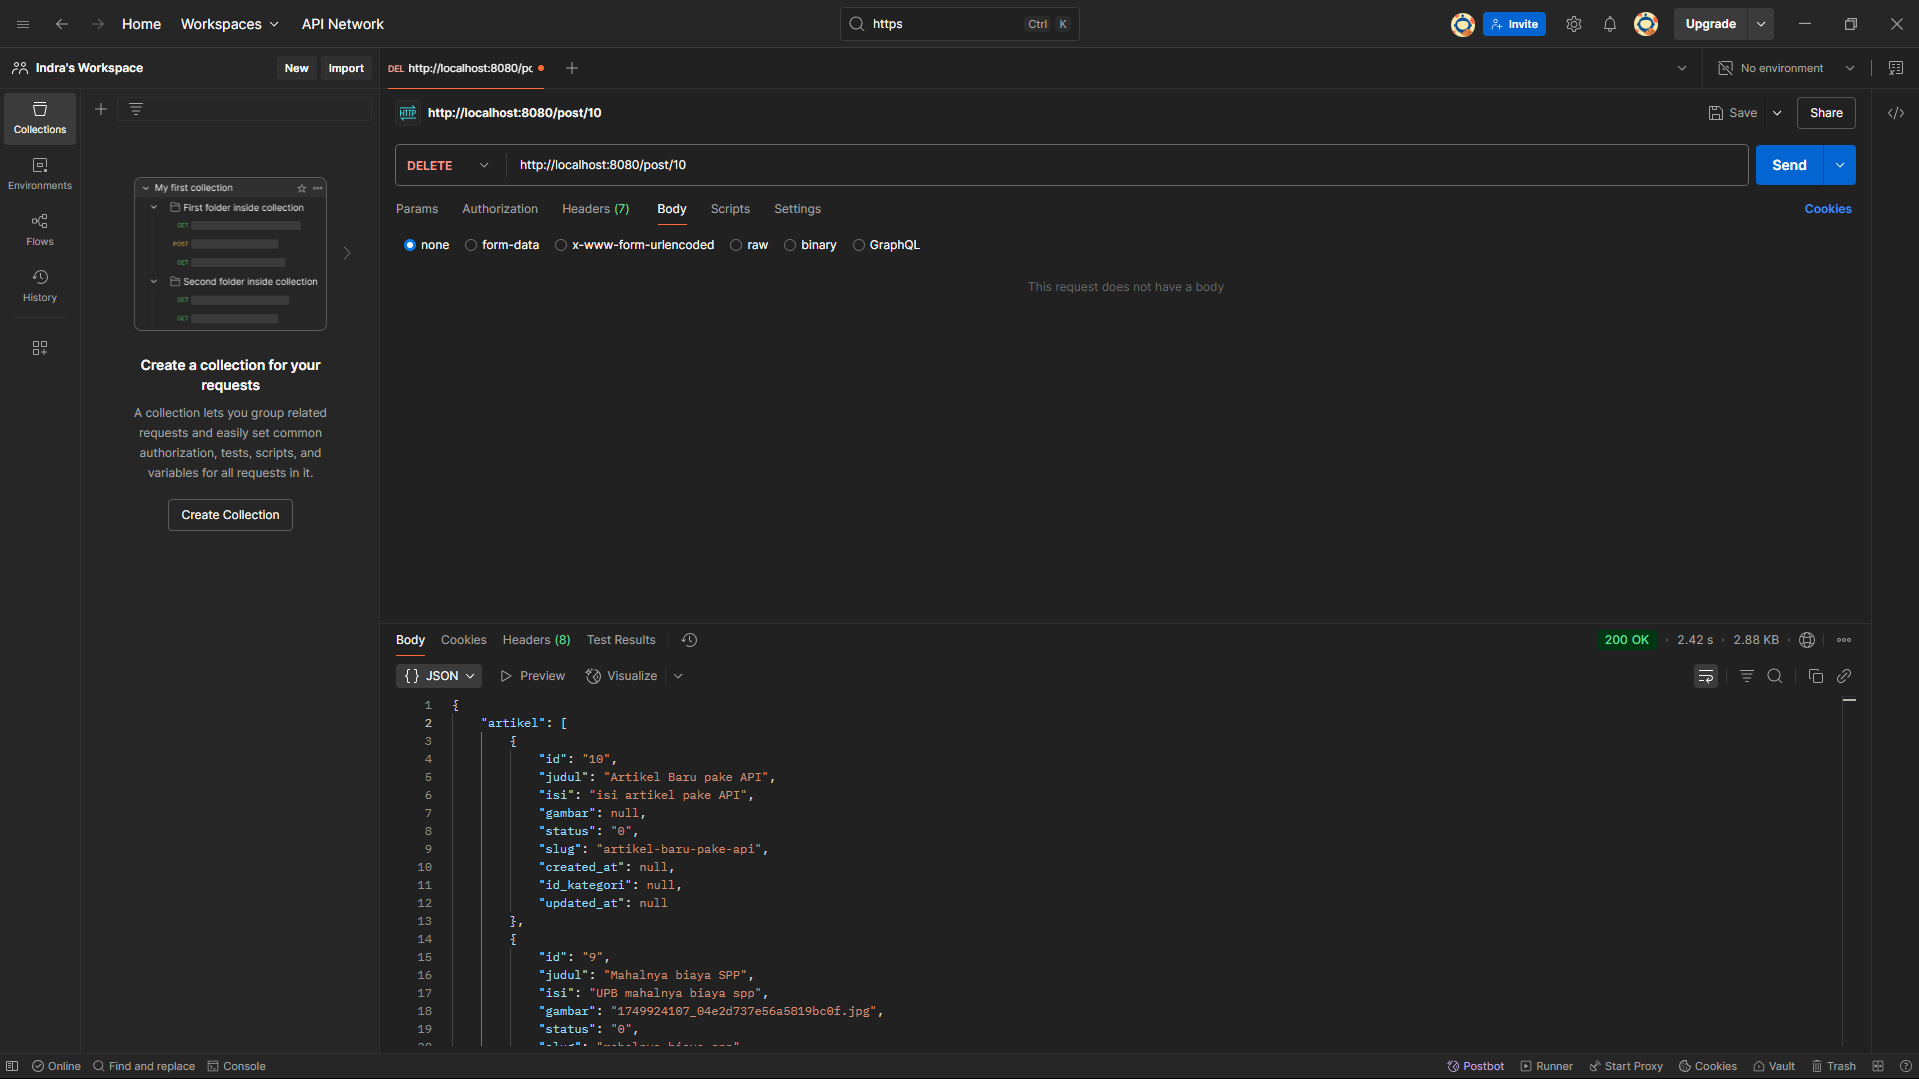 Home
Workspaces
API Network
https
Ctrl
K
Invite
Upgrade
Indra's Workspace
New
Import
DEL http://localhost:8080/pc
No environment
Collections
Environments
Flows
History
My first collection
First folder inside collection
GET
POST
GET
Second folder inside collection
GET
GET
Create a collection for your
requests
A collection lets you group related
requests and easily set common
authorization, tests, scripts, and
variables for all requests in it.
Create Collection
HTTP http://localhost:8080/post/10
Save
Share
DELETE
http://localhost:8080/post/10
Send
Params
Authorization
Headers (7)
Body
Scripts
Settings
Cookies
none
form-data
x-www-form-urlencoded
raw
binary
GraphQL
This request does not have a body
Body
Cookies
Headers (8)
Test Results
200 OK
2.42 s
2.88 KB
{} JSON
Preview
Visualize
1 {
2 "artikel": [
3 {
4 "id": "10",
5 "judul": "Artikel Baru pake API",
6 "isi": "isi artikel pake API",
7 "gambar": null,
8 "status": "0",
9 "slug": "artikel-baru-pake-api",
10 "created_at": null,
11 "id_kategori": null,
12 "updated_at": null
13 },
14 {
15 "id": "9",
16 "judul": "Mahalnya biaya SPP",
17 "isi": "UPB mahalnya biaya spp",
18 "gambar": "1749924107_04e2d737e56a5819bc0f.jpg",
19 "status": "0",
Online
Find and replace
Console
Postbot
Runner
Start Proxy
Cookies
Vault
Trash